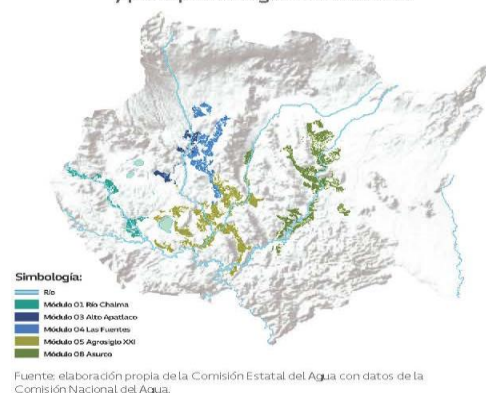 Simbología:
Río
Módulo 01 Río Chalma
Módulo 03 Alto Apatlaco
Módulo 04 Las Fuentes
Módulo 05 Agrosiglo XXI
Módulo 08 Asurco
Fuente: elaboración propia de la Comisión Estatal del Agua con datos de la
Comisión Nacional del Agua.